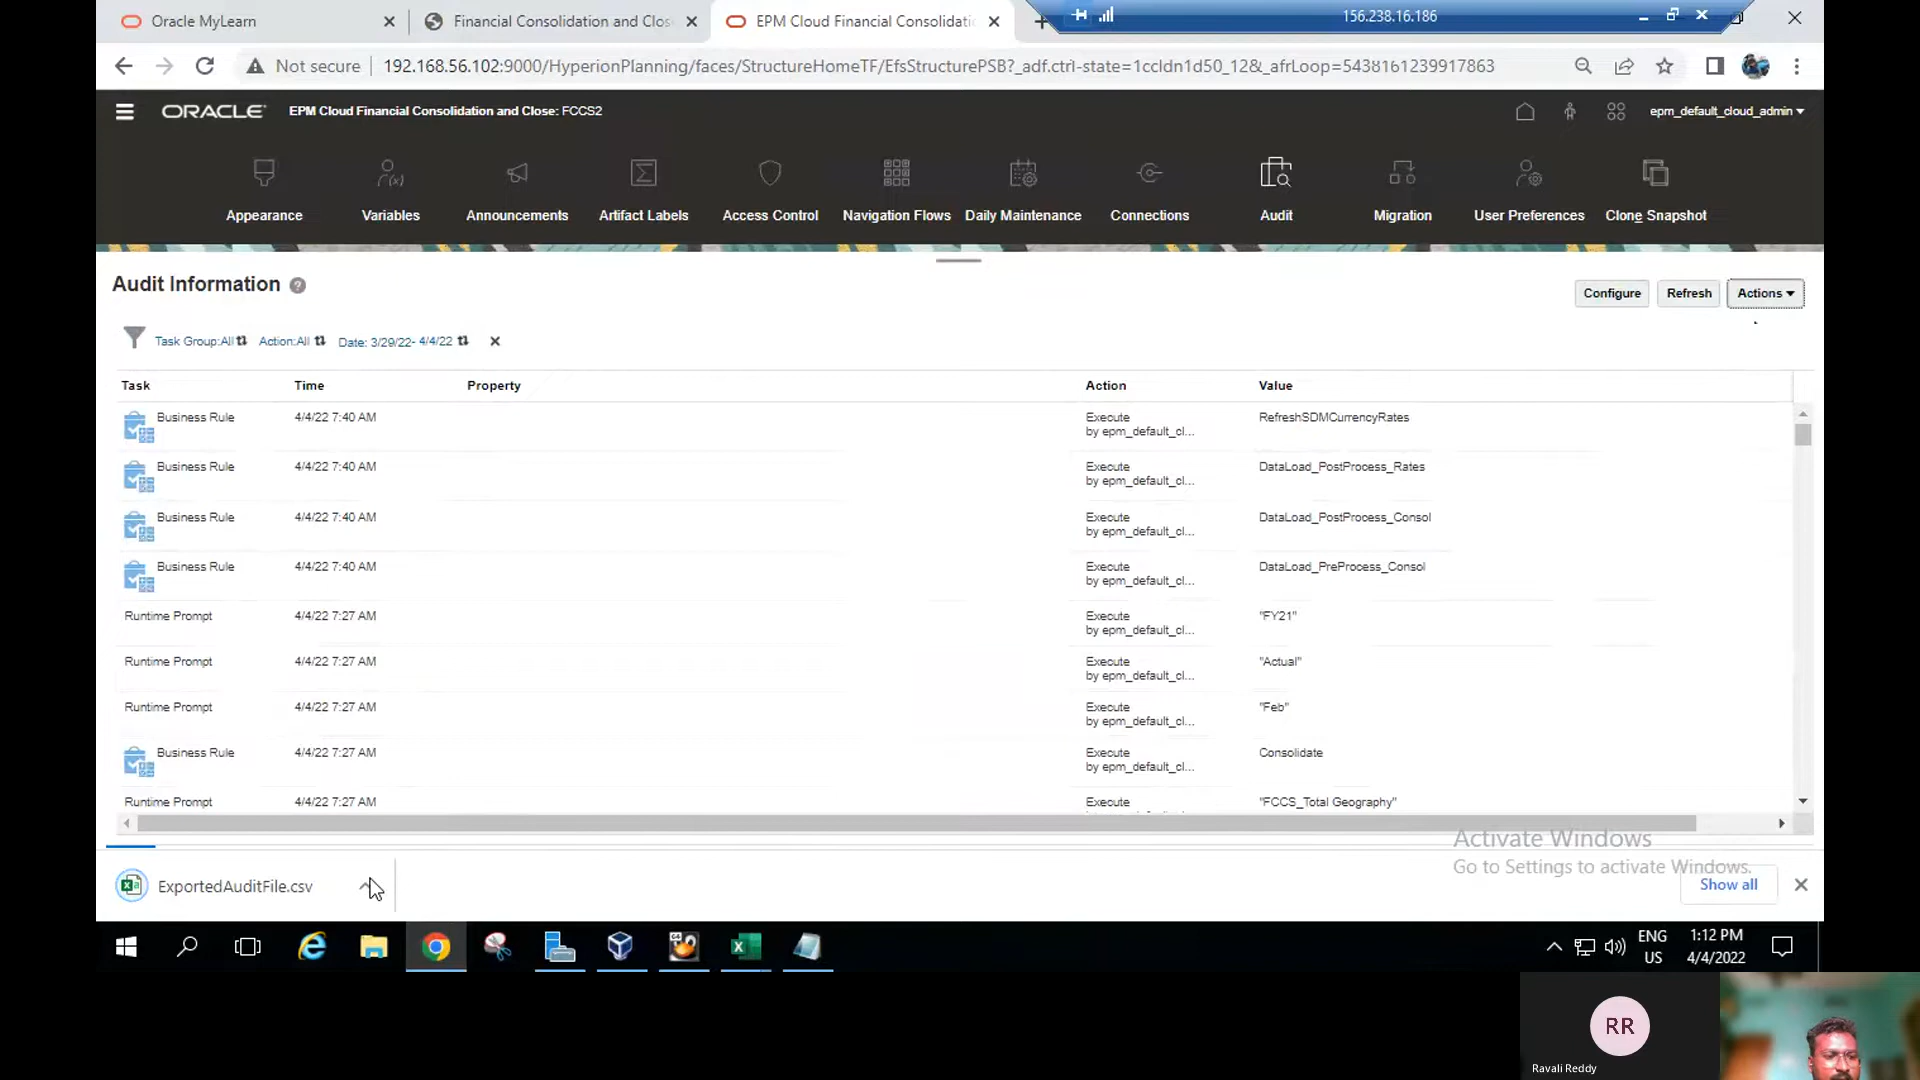 Oracle MyLearn
Financial Consolidation and Clos
EPM Cloud Financial Consolidati
156.238.16.186
Not secure
192.168.56.102:9000/HyperionPlanning/faces/StructureHomeTF/EfsStructurePSB?_adf.ctrl-state=1ccldn1d50_12&_afrLoop=5438161239917863
ORACLE
EPM Cloud Financial Consolidation and Close: FCCS2
epm_default_cloud_admin
Appearance
Variables
Announcements
Artifact Labels
Access Control
Navigation Flows
Daily Maintenance
Connections
Audit
Migration
User Preferences
Clone Snapshot
Audit Information
Configure
Refresh
Actions
Task Group:All
Action:All
Date: 3/29/22- 4/4/22
Task Time Property Action Value
Business Rule 4/4/22 7:40 AM Execute RefreshSDMCurrencyRates
by epm_default_cl...
Business Rule 4/4/22 7:40 AM Execute DataLoad_PostProcess_Rates
by epm_default_cl...
Business Rule 4/4/22 7:40 AM Execute DataLoad_PostProcess_Consol
by epm_default_cl...
Business Rule 4/4/22 7:40 AM Execute DataLoad_PreProcess_Consol
by epm_default_cl...
Runtime Prompt 4/4/22 7:27 AM Execute "FY21"
by epm_default_cl...
Runtime Prompt 4/4/22 7:27 AM Execute "Actual"
by epm_default_cl...
Runtime Prompt 4/4/22 7:27 AM Execute "Feb"
by epm_default_cl...
Business Rule 4/4/22 7:27 AM Execute Consolidate
by epm_default_cl...
Runtime Prompt 4/4/22 7:27 AM Execute "FCCS_Total Geography"
Activate Windows
Go to Settings to activate Windows.
ExportedAuditFile.csv
Show all
ENG
US
1:12 PM
4/4/2022
RR
Ravali Reddy